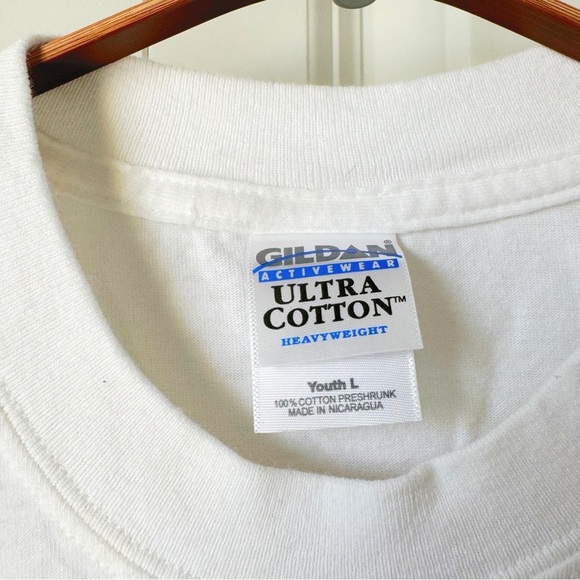 GILDAN®
ACTIVEWEAR
ULTRA
COTTON™
HEAVYWEIGHT
Youth L
100% COTTON PRESHRUNK
MADE IN NICARAGUA